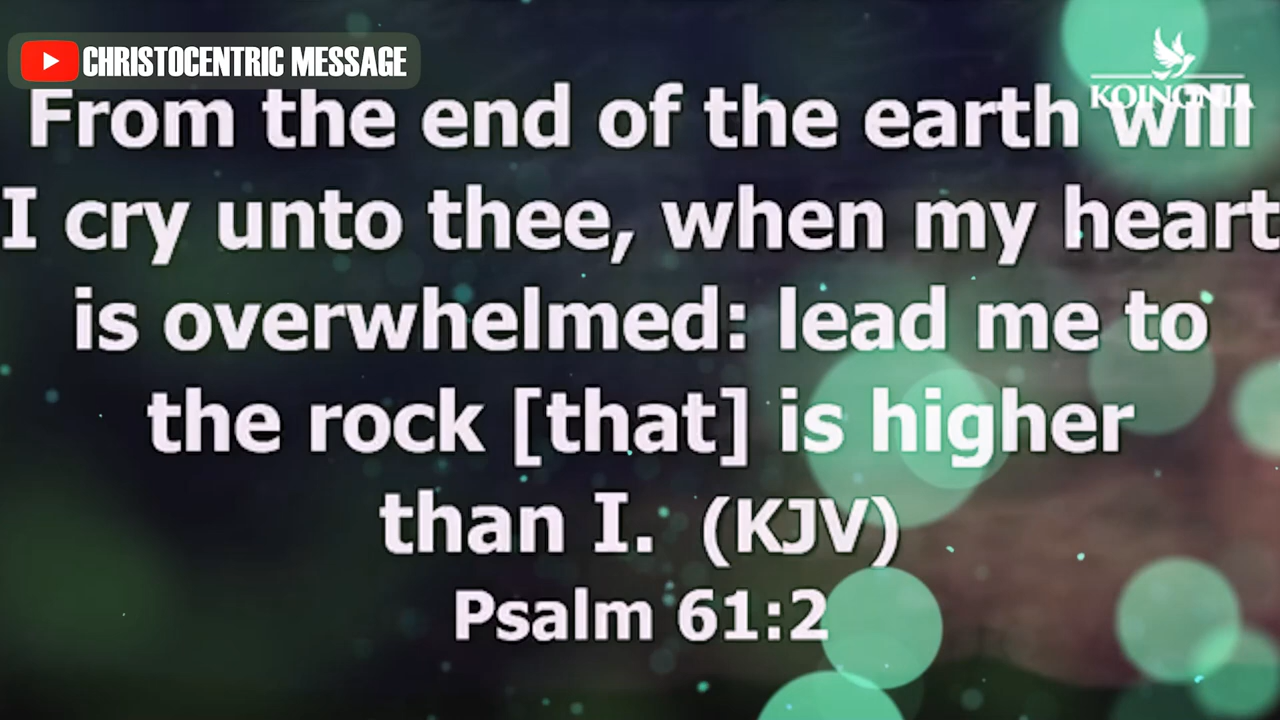 CHRISTOCENTRIC MESSAGE
KOINONIA
From the end of the earth will
I cry unto thee, when my heart
is overwhelmed: lead me to
the rock [that] is higher
than I. (KJV)
Psalm 61:2